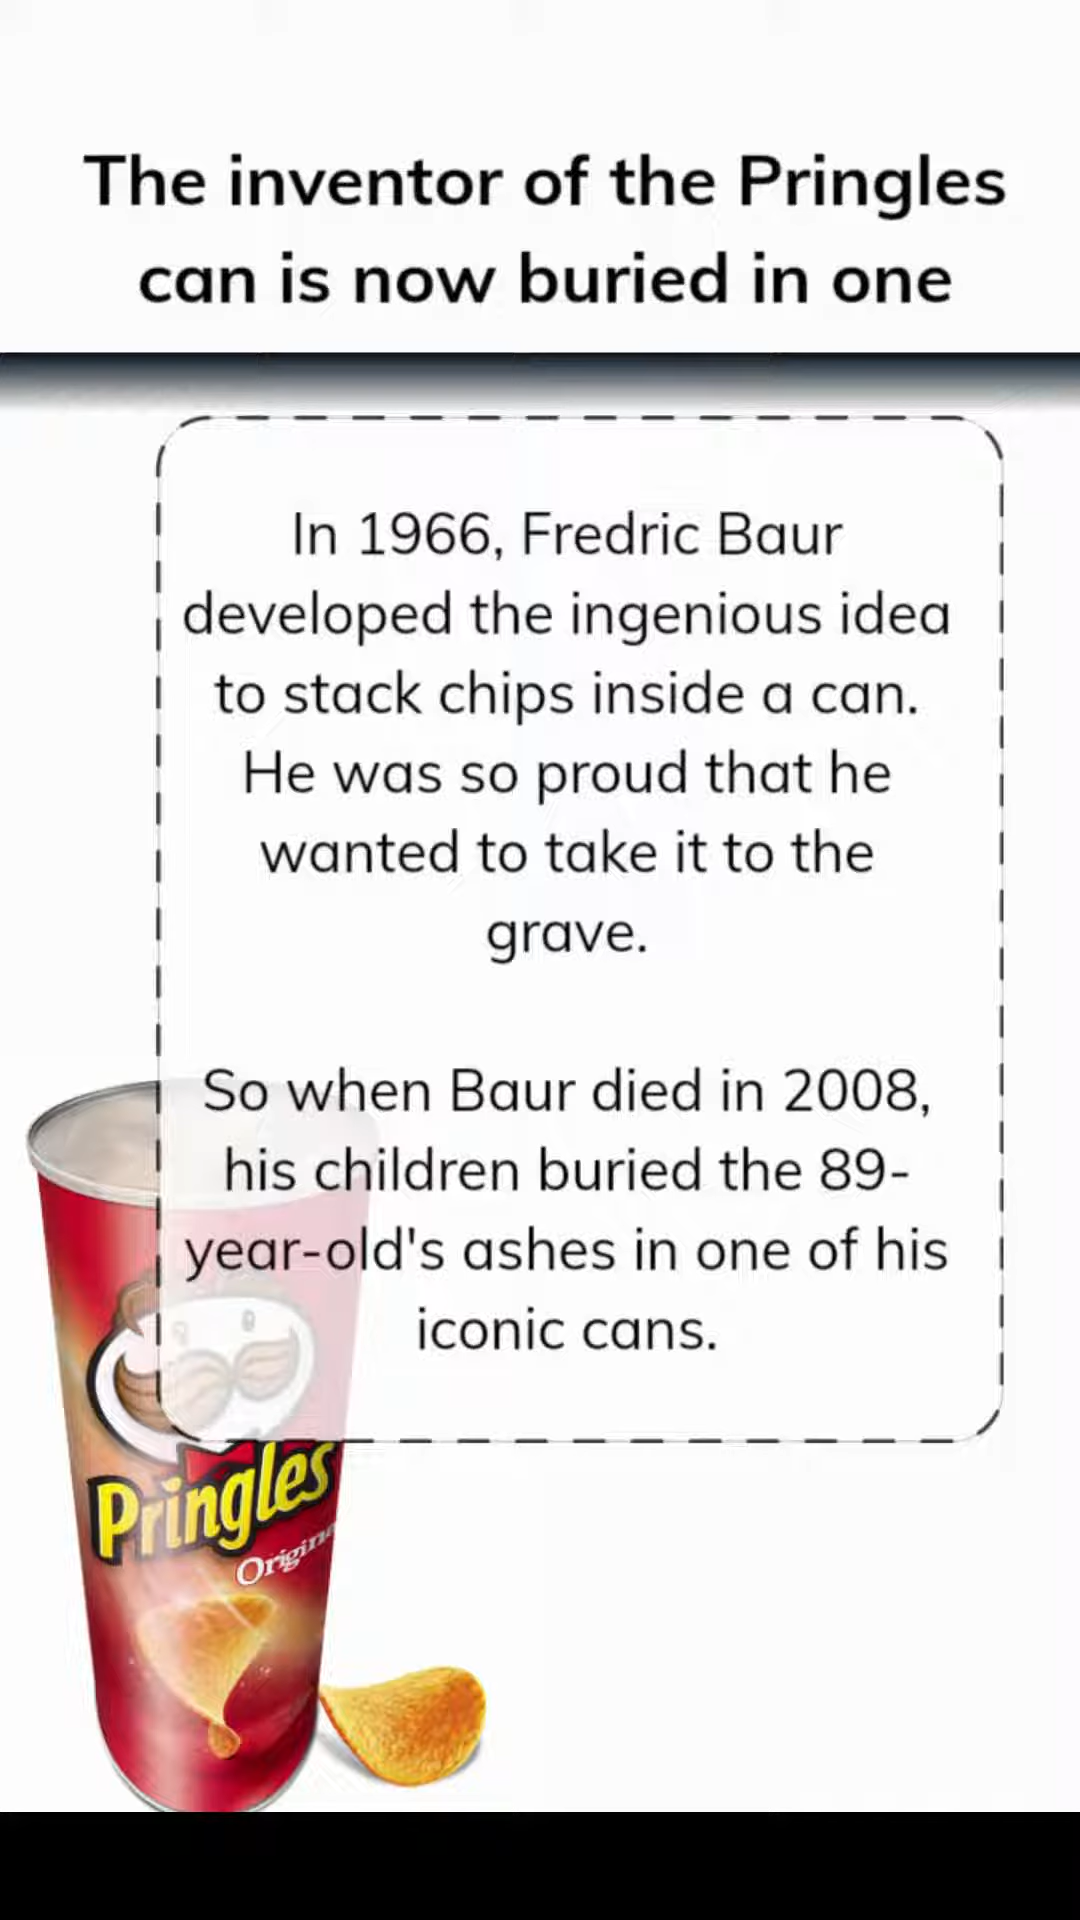 The inventor of the Pringles
can is now buried in one
In 1966, Fredric Baur
developed the ingenious idea
to stack chips inside a can.
He was so proud that he
wanted to take it to the
grave.
So when Baur died in 2008,
his children buried the 89-
year-old's ashes in one of his
iconic cans.
Pringles
Original